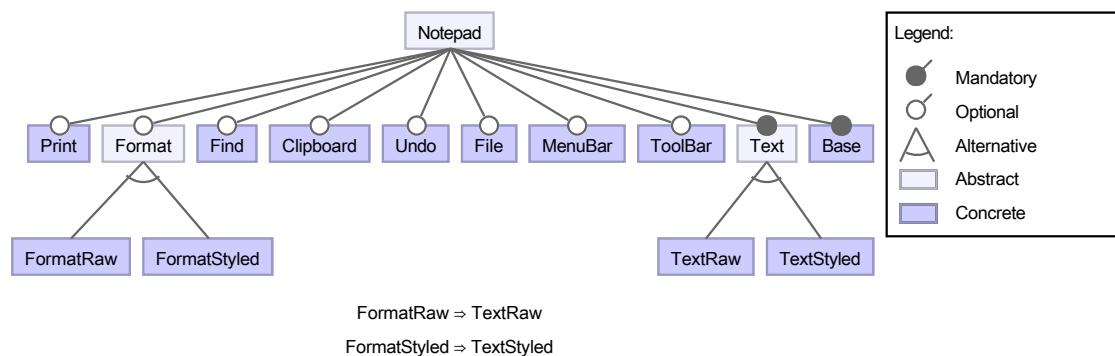 Notepad
Legend:
Mandatory
Optional
Alternative
Abstract
Concrete
Print Format Find Clipboard Undo File MenuBar ToolBar Text Base
FormatRaw FormatStyled TextRaw TextStyled
FormatRaw ⇒ TextRaw
FormatStyled ⇒ TextStyled